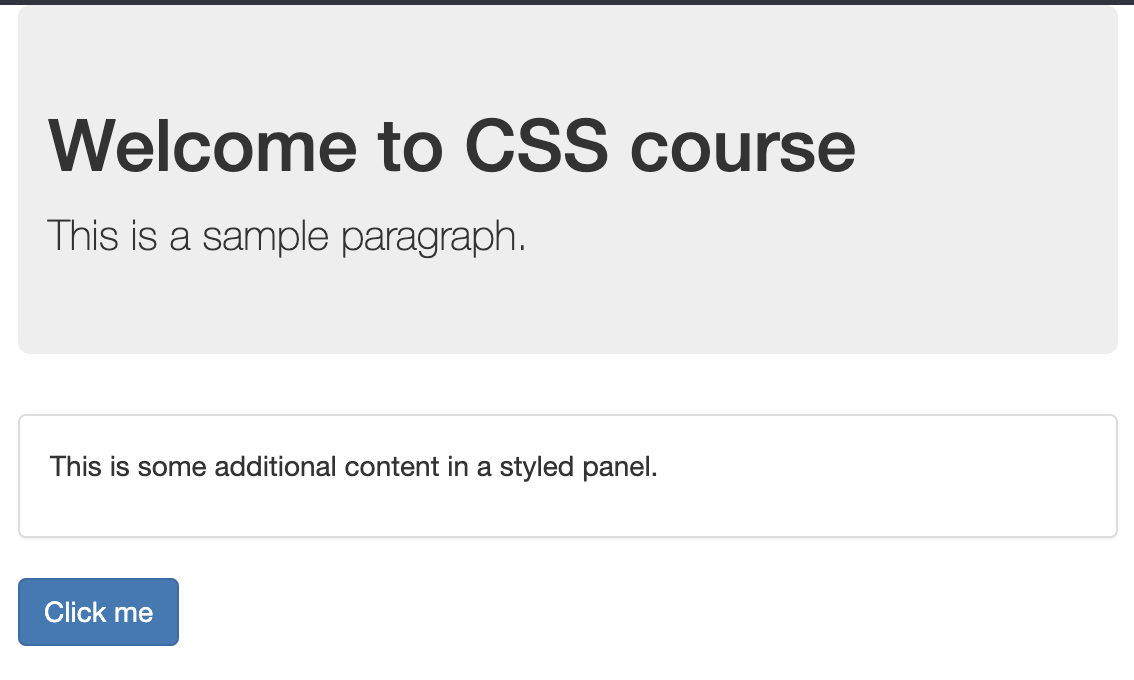 Welcome to CSS course
This is a sample paragraph.
This is some additional content in a styled panel.
Click me